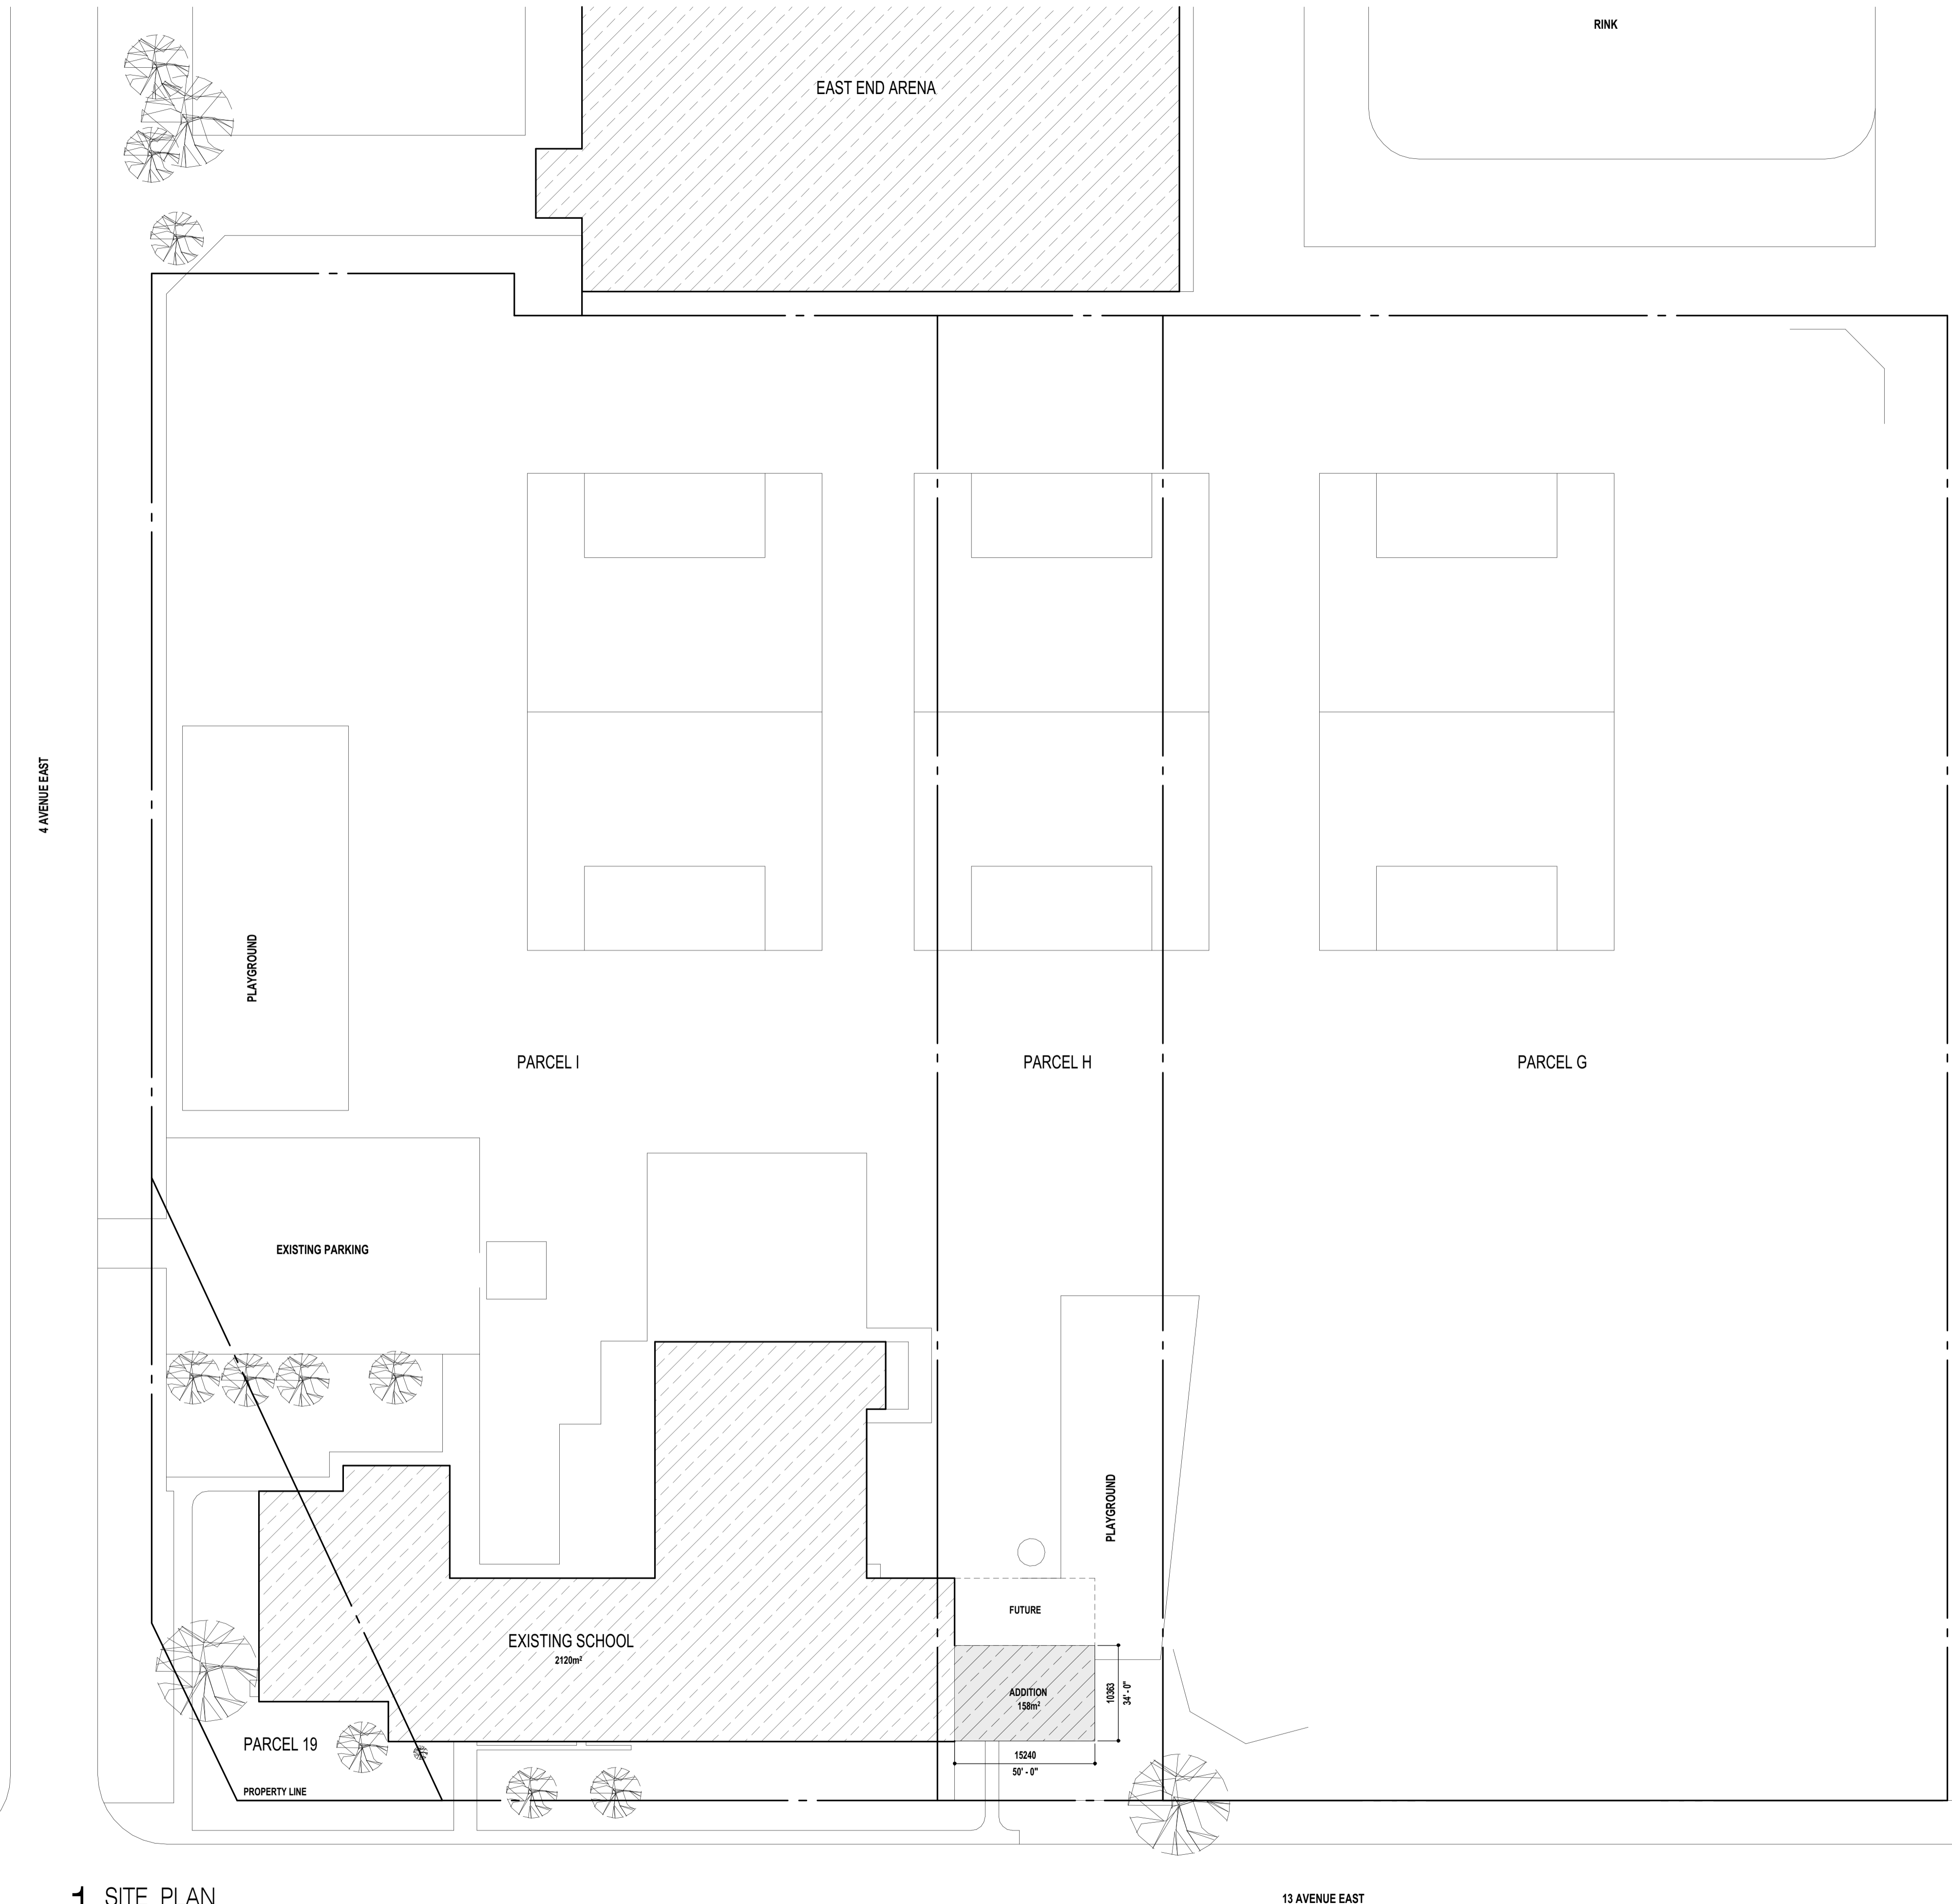 RINK
EAST END ARENA
4 AVENUE EAST
PLAYGROUND
PARCEL I
PARCEL H
PARCEL G
EXISTING PARKING
PLAYGROUND
FUTURE
EXISTING SCHOOL
2120m²
ADDITION
158m²
10363
34' - 0"
PARCEL 19
15240
50' - 0"
PROPERTY LINE
1 SITE PLAN
13 AVENUE EAST